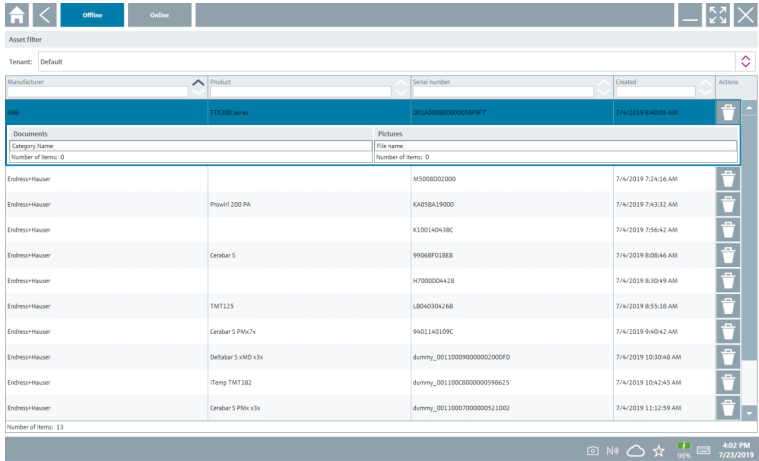 Offline Online
Asset filter
Tenant: Default
Manufacturer Product Serial number Created Actions
ABB TTX300 series 001A000B00000058F9F7 7/4/2019 8:40:05 AM
Documents Pictures
Category Name File name
Number of items: 0 Number of items: 0
Endress+Hauser M5008D02000 7/4/2019 7:24:16 AM
Endress+Hauser Prowirl 200 PA KA05BA19000 7/4/2019 7:43:32 AM
Endress+Hauser K10014043BC 7/4/2019 7:56:42 AM
Endress+Hauser Cerabar S 9906BF018E8 7/4/2019 8:08:46 AM
Endress+Hauser H7000D04428 7/4/2019 8:30:49 AM
Endress+Hauser TMT125 LB04030426B 7/4/2019 8:55:18 AM
Endress+Hauser Cerabar S PMx7x 9401140109C 7/4/2019 9:40:42 AM
Endress+Hauser Deltabar S xMD x3x dummy_001100090000002000FD 7/4/2019 10:30:48 AM
Endress+Hauser iTemp TMT182 dummy_001100C8000000598625 7/4/2019 10:42:45 AM
Endress+Hauser Cerabar S PMx x3x dummy_00110007000000521D02 7/4/2019 11:12:59 AM
Number of items: 13
98% 4:02 PM
7/23/2019